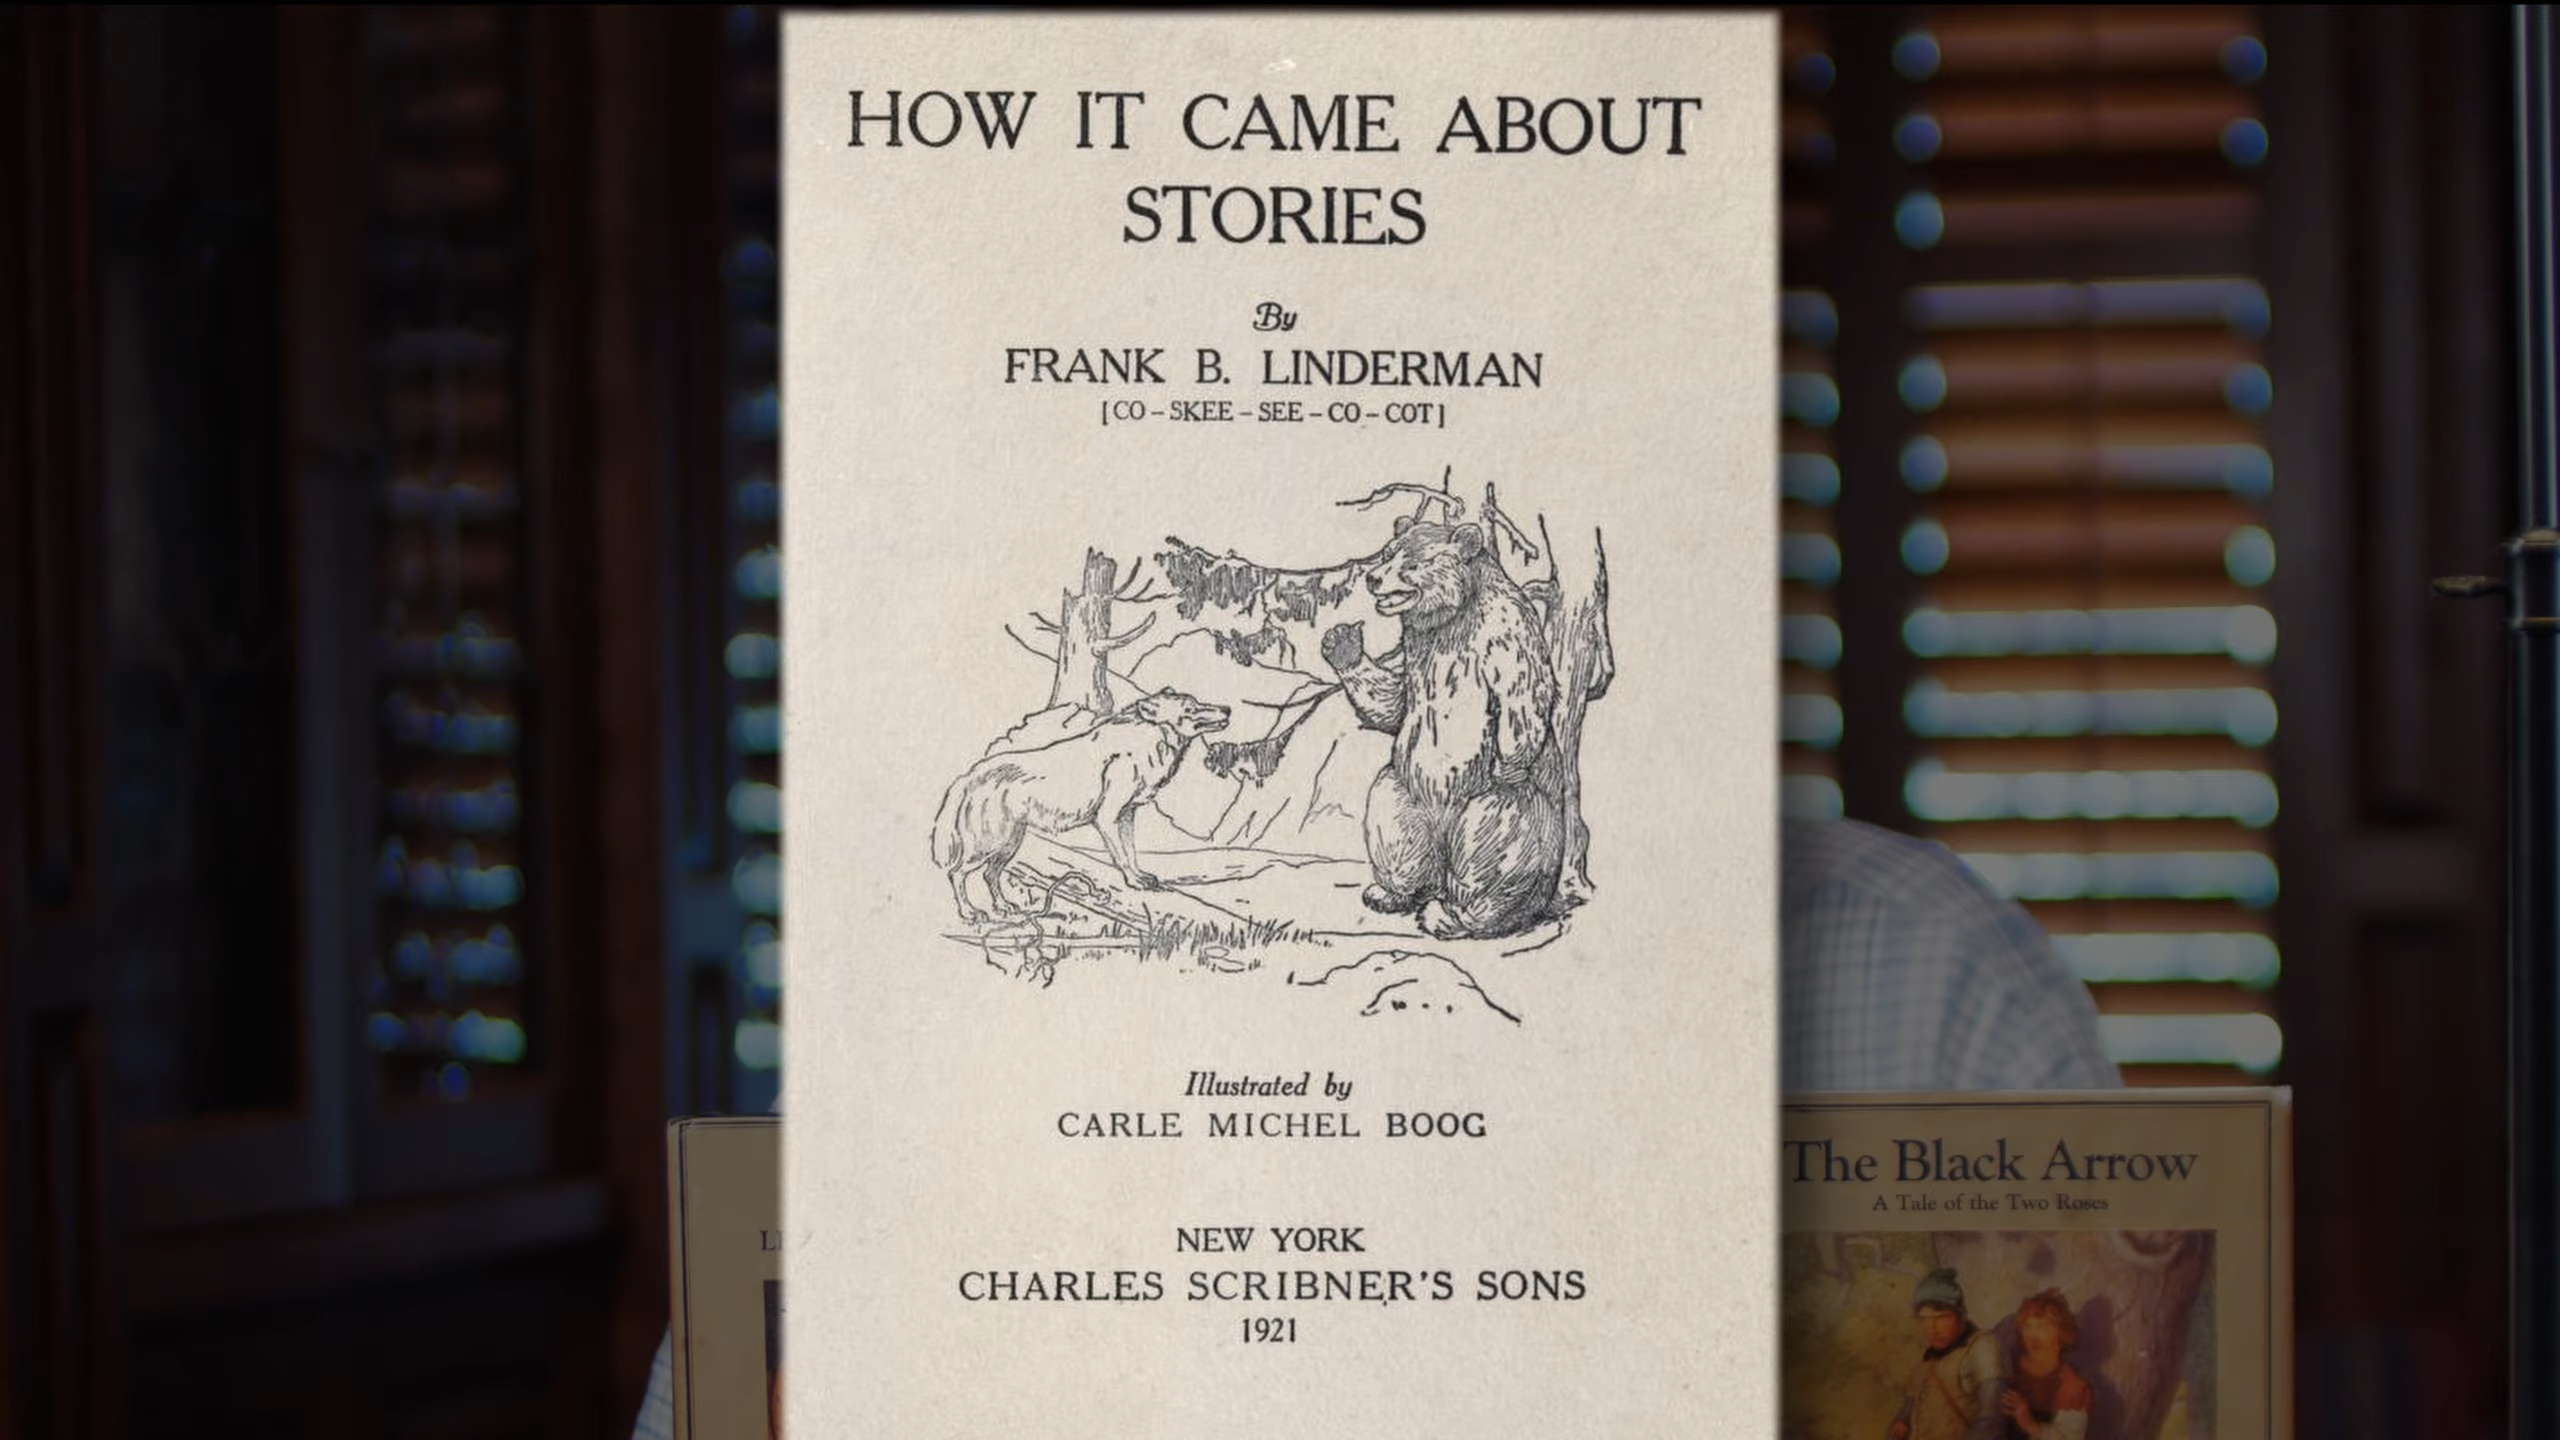 HOW IT CAME ABOUT
STORIES
By
FRANK B. LINDERMAN
[CO-SKEE-SEE-CO-COT]
Illustrated by
CARLE MICHEL BOOG
NEW YORK
CHARLES SCRIBNER'S SONS
1921
The Black Arrow
A Tale of the Two Roses